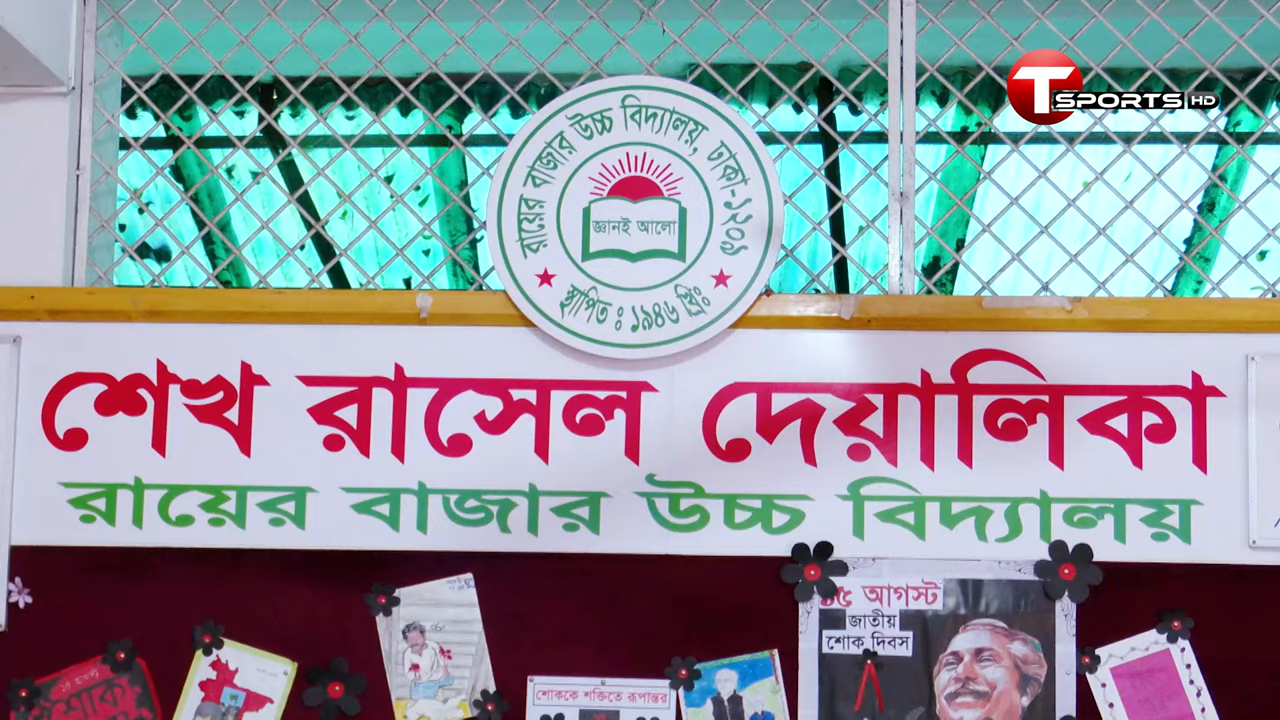 T SPORTS HD
রায়ের বাজার উচ্চ বিদ্যালয়, ঢাকা-১২০৯
জ্ঞানই আলো
স্থাপিত : ১৯৪৬ খ্রিঃ
শেখ রাসেল দেয়ালিকা
রায়ের বাজার উচ্চ বিদ্যালয়
১৫ আগস্ট
জাতীয়
শোক দিবস
শোককে শক্তিতে রূপান্তর
শোক